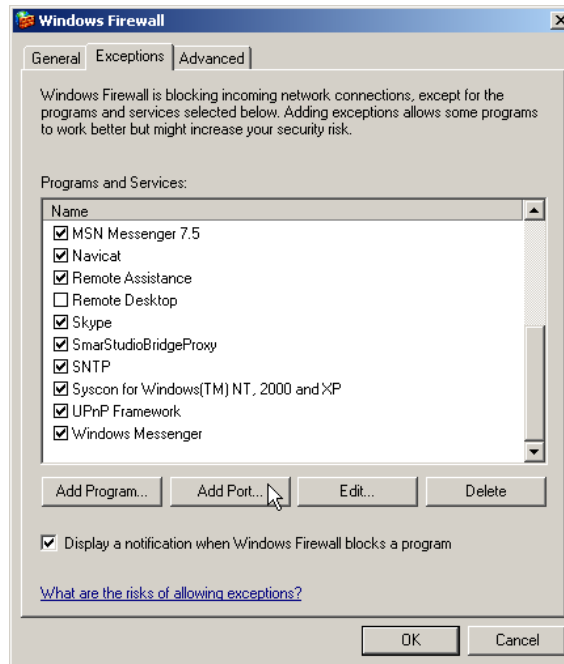 Windows Firewall
General
Exceptions
Advanced
Windows Firewall is blocking incoming network connections, except for the
programs and services selected below. Adding exceptions allows some programs
to work better but might increase your security risk.
Programs and Services:
Name
MSN Messenger 7.5
Navicat
Remote Assistance
Remote Desktop
Skype
SmarStudioBridgeProxy
SNTP
Syscon for Windows(TM) NT, 2000 and XP
UPnP Framework
Windows Messenger
Add Program...
Add Port...
Edit...
Delete
Display a notification when Windows Firewall blocks a program
What are the risks of allowing exceptions?
OK
Cancel